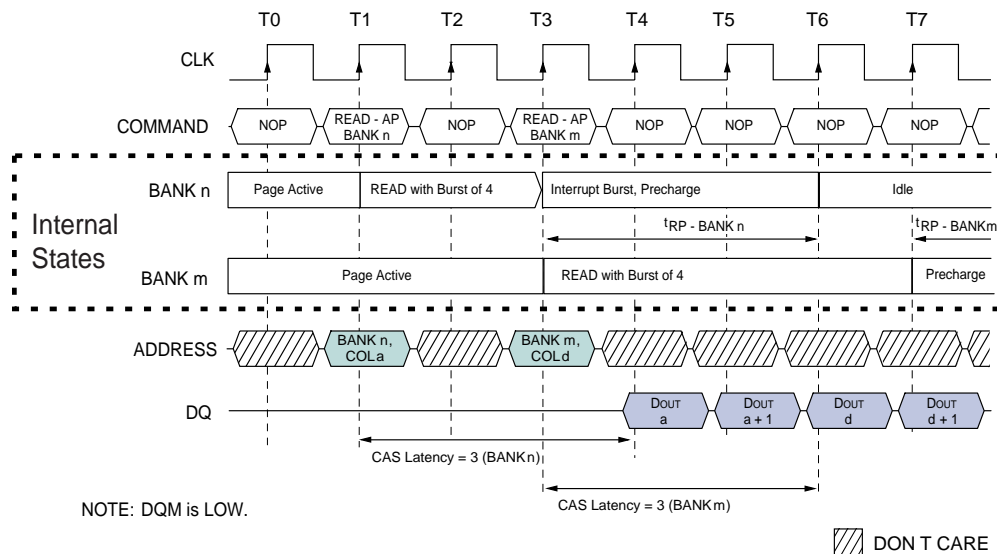 T0 T1 T2 T3 T4 T5 T6 T7
CLK
COMMAND NOP READ - AP BANK n NOP READ - AP BANK m NOP NOP NOP NOP
Internal States
BANK n Page Active READ with Burst of 4 Interrupt Burst, Precharge Idle
tRP - BANK n tRP - BANK m
BANK m Page Active READ with Burst of 4 Precharge
ADDRESS BANK n, COL a BANK m, COL d
DQ DOUT a DOUT a + 1 DOUT d DOUT d + 1
CAS Latency = 3 (BANK n)
CAS Latency = 3 (BANK m)
NOTE: DQM is LOW.
DON T CARE